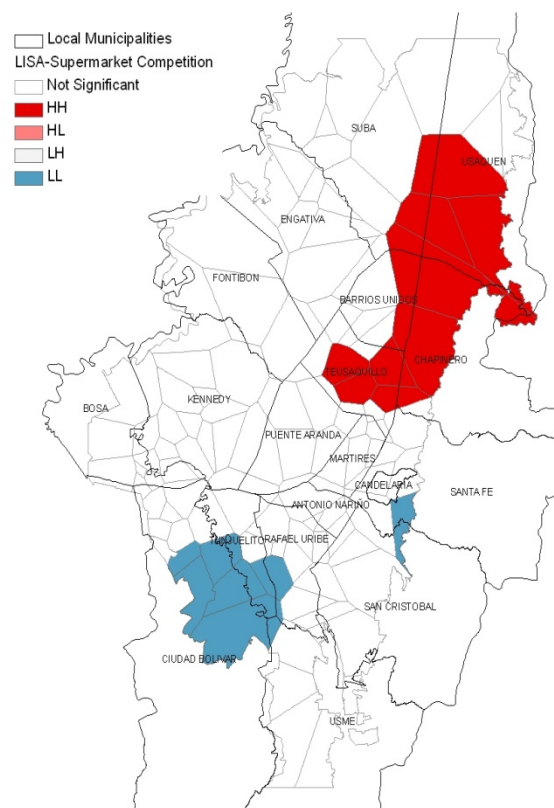 Local Municipalities
LISA-Supermarket Competition
Not Significant
HH
HL
LH
LL
SUBA
USAQUEN
ENGATIVA
FONTIBON
BARRIOS UNIDOS
CHAPINERO
TEUSAQUILLO
KENNEDY
BOSA
PUENTE ARANDA
MARTIRES
CANDELARIA
SANTA FE
ANTONIO NARIÑO
RAFAEL URIBE
SAN CRISTOBAL
CIUDAD BOLIVAR
USME